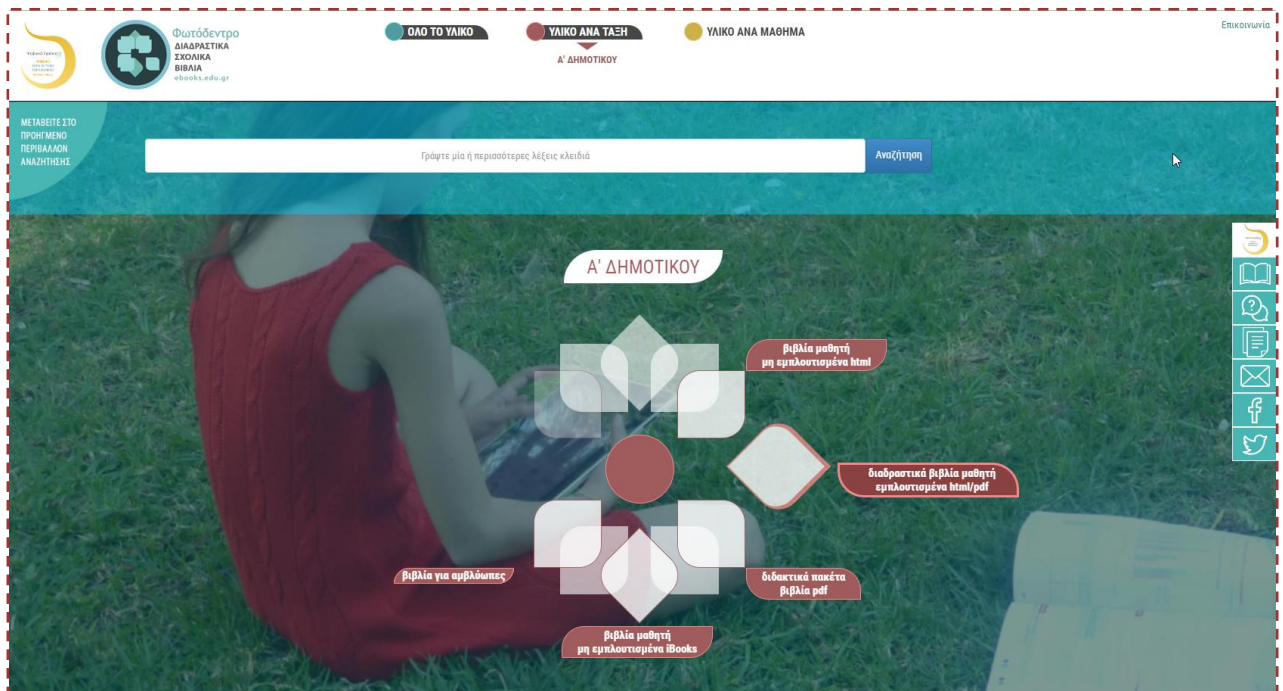 Φωτόδεντρο
ΔΙΑΔΡΑΣΤΙΚΑ
ΣΧΟΛΙΚΑ
ΒΙΒΛΙΑ
ebooks.edu.gr
ΟΛΟ ΤΟ ΥΛΙΚΟ
ΥΛΙΚΟ ΑΝΑ ΤΑΞΗ
ΥΛΙΚΟ ΑΝΑ ΜΑΘΗΜΑ
Α' ΔΗΜΟΤΙΚΟΥ
Επικοινωνία
ΜΕΤΑΒΕΙΤΕ ΣΤΟ
ΠΡΟΗΓΜΕΝΟ
ΠΕΡΙΒΑΛΛΟΝ
ΑΝΑΖΗΤΗΣΗΣ
Γράψτε μία ή περισσότερες λέξεις κλειδιά
Αναζήτηση
Α' ΔΗΜΟΤΙΚΟΥ
βιβλία μαθητή
μη εμπλουτισμένα html
διαδραστικά βιβλία μαθητή
εμπλουτισμένα html/pdf
βιβλία για αμβλύωπες
διδακτικά πακέτα
βιβλία pdf
βιβλία μαθητή
μη εμπλουτισμένα iBooks